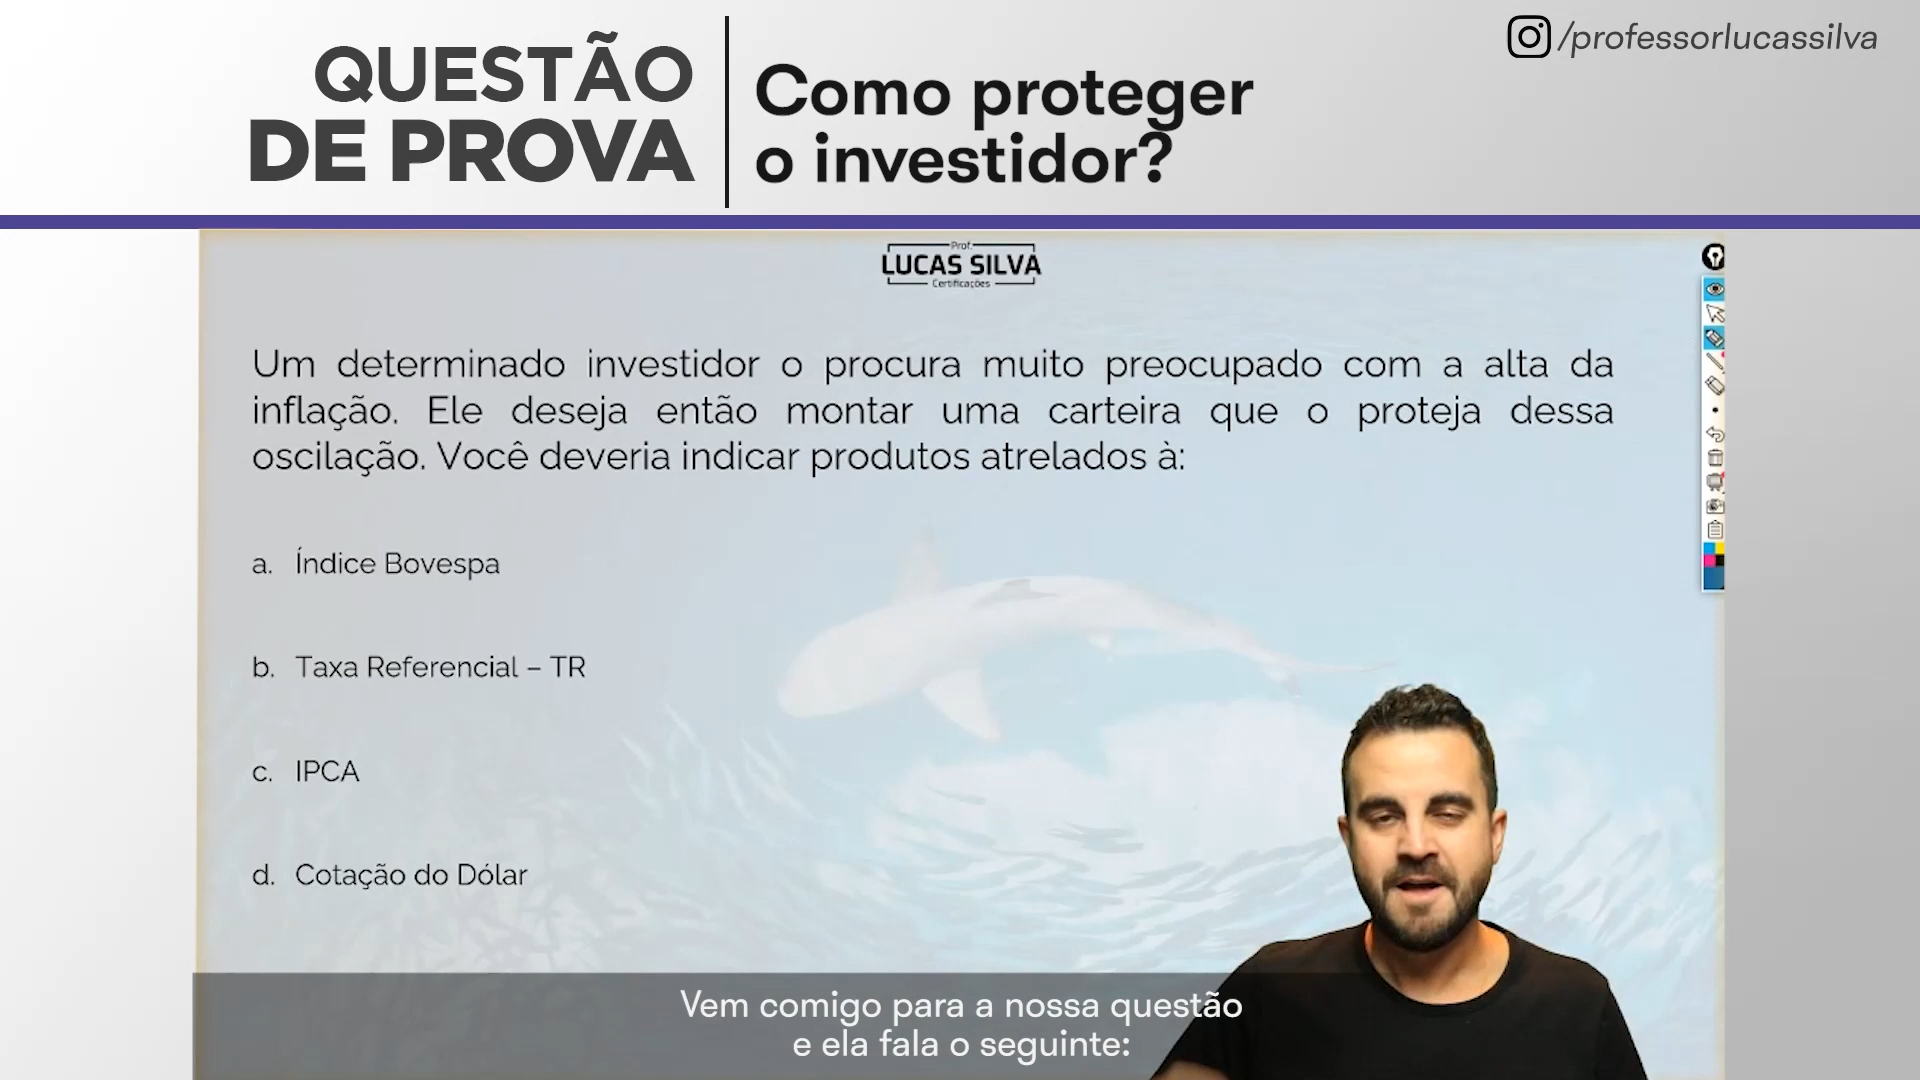 QUESTÃO
DE PROVA
Como proteger
o investidor?
/professorlucassilva
Prof.
LUCAS SILVA
Certificações
Um determinado investidor o procura muito preocupado com a alta da
inflação. Ele deseja então montar uma carteira que o proteja dessa
oscilação. Você deveria indicar produtos atrelados à:
a. Índice Bovespa
b. Taxa Referencial – TR
c. IPCA
d. Cotação do Dólar
Vem comigo para a nossa questão
e ela fala o seguinte: